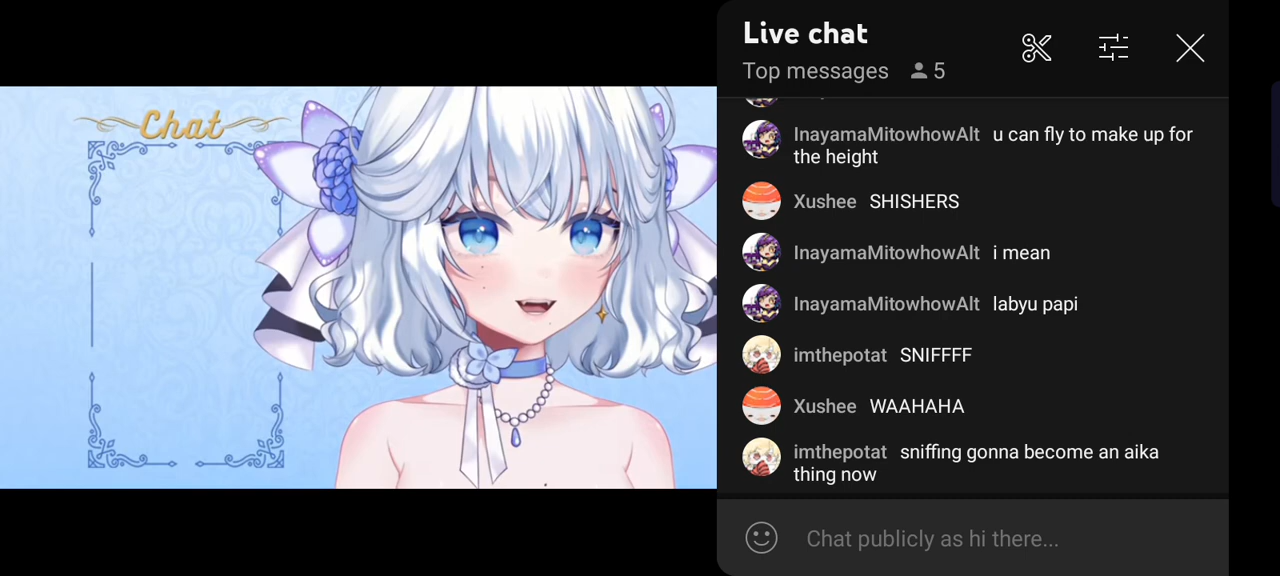 Chat
Live chat
Top messages 5
InayamaMitowhowAlt u can fly to make up for
the height
Xushee SHISHERS
InayamaMitowhowAlt i mean
InayamaMitowhowAlt labyu papi
imthepotat SNIFFFF
Xushee WAAHAHA
imthepotat sniffing gonna become an aika
thing now
Chat publicly as hi there...